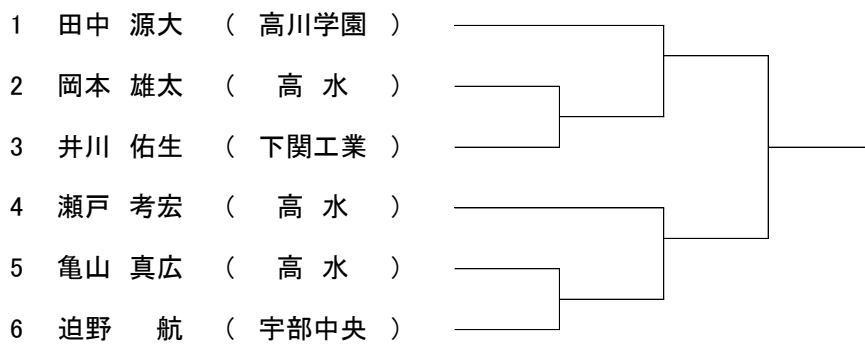 1 田中 源大 ( 高川学園 )
2 岡本 雄太 ( 高 水 )
3 井川 佑生 ( 下関工業 )
4 瀬戸 考宏 ( 高 水 )
5 亀山 真広 ( 高 水 )
6 迫野 航 ( 宇部中央 )